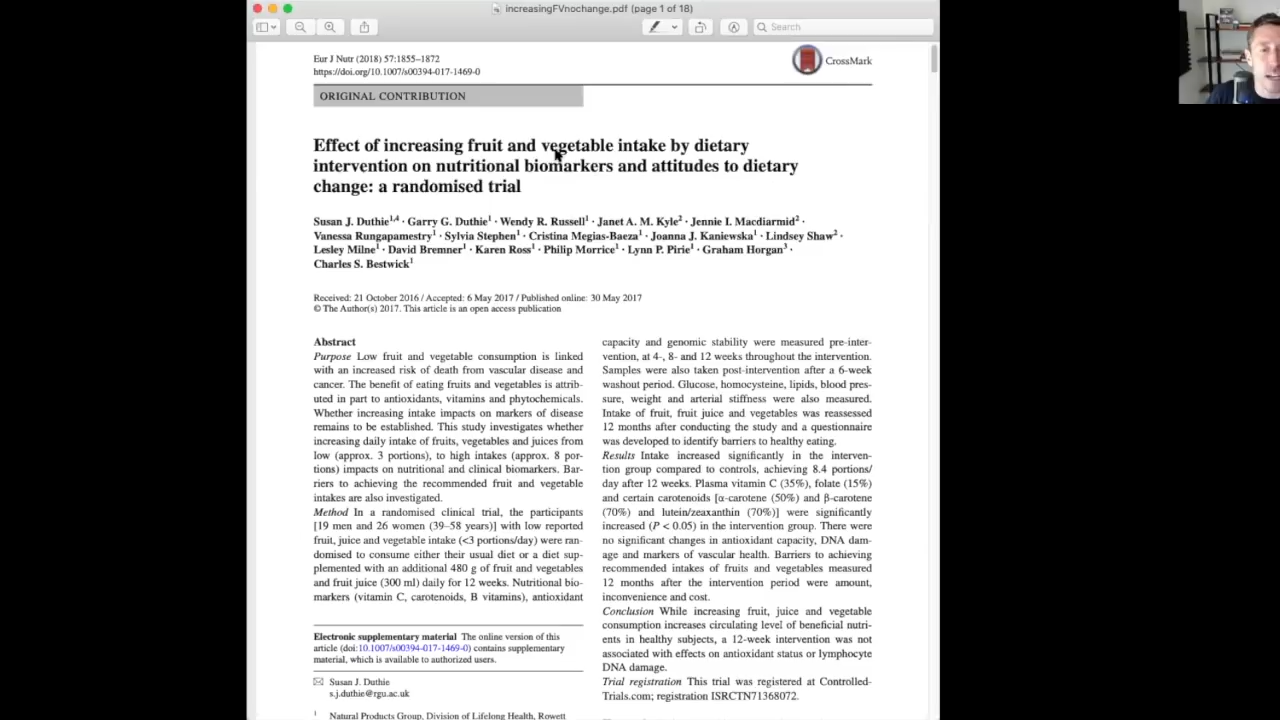 increasingFVnochange.pdf (page 1 of 18)
Search
Eur J Nutr (2018) 57:1855–1872
https://doi.org/10.1007/s00394-017-1469-0
CrossMark
ORIGINAL CONTRIBUTION
Effect of increasing fruit and vegetable intake by dietary
intervention on nutritional biomarkers and attitudes to dietary
change: a randomised trial
Susan J. Duthie1,4 · Garry G. Duthie1 · Wendy R. Russell1 · Janet A. M. Kyle2 · Jennie I. Macdiarmid2 ·
Vanessa Rungapamestry1 · Sylvia Stephen1 · Cristina Megias-Baeza1 · Joanna J. Kaniewska1 · Lindsey Shaw2 ·
Lesley Milne1 · David Bremner1 · Karen Ross1 · Philip Morrice1 · Lynn P. Pirie1 · Graham Horgan3 ·
Charles S. Bestwick1
Received: 21 October 2016 / Accepted: 6 May 2017 / Published online: 30 May 2017
© The Author(s) 2017. This article is an open access publication
Abstract
Purpose Low fruit and vegetable consumption is linked
with an increased risk of death from vascular disease and
cancer. The benefit of eating fruits and vegetables is attrib-
uted in part to antioxidants, vitamins and phytochemicals.
Whether increasing intake impacts on markers of disease
remains to be established. This study investigates whether
increasing daily intake of fruits, vegetables and juices from
low (approx. 3 portions), to high intakes (approx. 8 por-
tions) impacts on nutritional and clinical biomarkers. Bar-
riers to achieving the recommended fruit and vegetable
intakes are also investigated.
Method In a randomised clinical trial, the participants
[19 men and 26 women (39–58 years)] with low reported
fruit, juice and vegetable intake (<3 portions/day) were ran-
domised to consume either their usual diet or a diet sup-
plemented with an additional 480 g of fruit and vegetables
and fruit juice (300 ml) daily for 12 weeks. Nutritional bio-
markers (vitamin C, carotenoids, B vitamins), antioxidant
capacity and genomic stability were measured pre-inter-
vention, at 4-, 8- and 12 weeks throughout the intervention.
Samples were also taken post-intervention after a 6-week
washout period. Glucose, homocysteine, lipids, blood pres-
sure, weight and arterial stiffness were also measured.
Intake of fruit, fruit juice and vegetables was reassessed
12 months after conducting the study and a questionnaire
was developed to identify barriers to healthy eating.
Results Intake increased significantly in the interven-
tion group compared to controls, achieving 8.4 portions/
day after 12 weeks. Plasma vitamin C (35%), folate (15%)
and certain carotenoids [α-carotene (50%) and β-carotene
(70%) and lutein/zeaxanthin (70%)] were significantly
increased (P < 0.05) in the intervention group. There were
no significant changes in antioxidant capacity, DNA dam-
age and markers of vascular health. Barriers to achieving
recommended intakes of fruits and vegetables measured
12 months after the intervention period were amount,
inconvenience and cost.
Conclusion While increasing fruit, juice and vegetable
consumption increases circulating level of beneficial nutri-
ents in healthy subjects, a 12-week intervention was not
associated with effects on antioxidant status or lymphocyte
DNA damage.
Trial registration This trial was registered at Controlled-
Trials.com; registration ISRCTN71368072.
Electronic supplementary material The online version of this
article (doi:10.1007/s00394-017-1469-0) contains supplementary
material, which is available to authorized users.
Susan J. Duthie
s.j.duthie@rgu.ac.uk
1 Natural Products Group, Division of Lifelong Health, Rowett